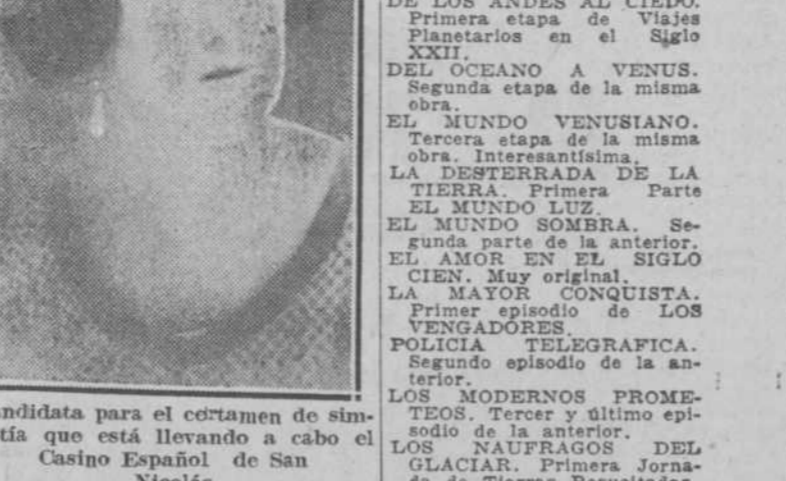 ndidata para el certamen de sim-
tía que está llevando a cabo el
Casino Español de San
Nicolás
DE LOS ANDES AL CIELO.
Primera etapa de Viajes
Planetarios en el Siglo
XXII.
DEL OCEANO A VENUS.
Segunda etapa de la misma
obra.
EL MUNDO VENUSIANO.
Tercera etapa de la misma
obra. Interesantísima.
LA DESTERRADA DE LA
TIERRA. Primera Parte
EL MUNDO LUZ.
EL MUNDO SOMBRA. Se-
gunda parte de la anterior.
EL AMOR EN EL SIGLO
CIEN. Muy original.
LA MAYOR CONQUISTA.
Primer episodio de LOS
VENGADORES.
POLICIA TELEGRAFICA.
Segundo episodio de la an-
terior.
LOS MODERNOS PROME-
TEOS. Tercer y último epi-
sodio de la anterior.
LOS NAUFRAGOS DEL
GLACIAR. Primera Jorna-
da de Tierras Resucitadas.